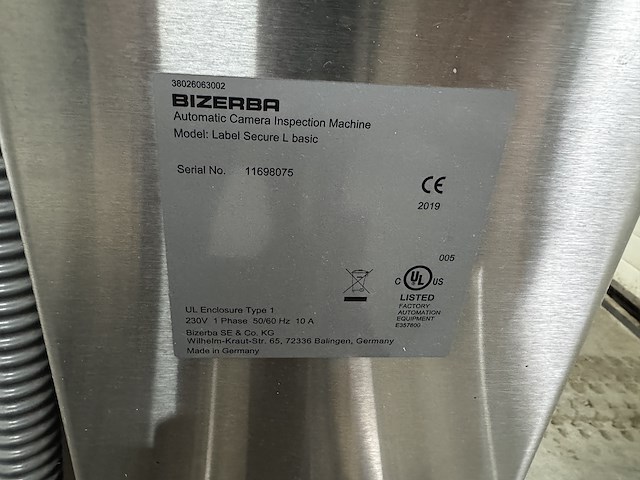 38026063002
BIZERBA
Automatic Camera Inspection Machine
Model: Label Secure L basic
Serial No. 11698075
CE
2019
005
C UL US
LISTED
FACTORY
AUTOMATION
EQUIPMENT
E357800
UL Enclosure Type 1
230V 1 Phase 50/60 Hz 10 A
Bizerba SE & Co. KG
Wilhelm-Kraut-Str. 65, 72336 Balingen, Germany
Made in Germany